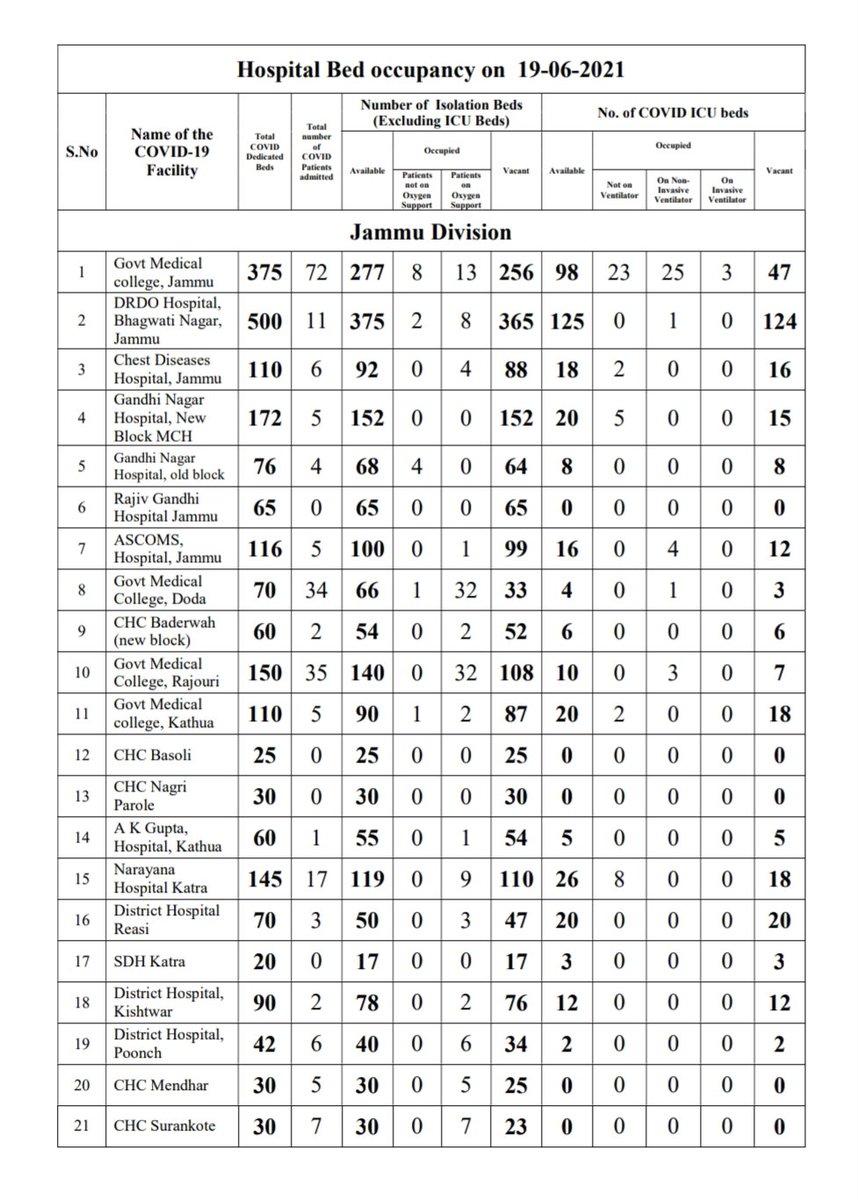 Hospital Bed occupancy on 19-06-2021
S.No
Name of the
COVID-19
Facility
Total
COVID
Dedicated
Beds
Total
number
of
COVID
Patients
admitted
Number of Isolation Beds
(Excluding ICU Beds)
No. of COVID ICU beds
Available
Occupied
Vacant
Available
Occupied
Vacant
Patients
not on
Oxygen
Support
Patients
on
Oxygen
Support
Not on
Ventilator
On Non-
Invasive
Ventilator
On
Invasive
Ventilator
Jammu Division
1 Govt Medical
college, Jammu 375 72 277 8 13 256 98 23 25 3 47
2 DRDO Hospital,
Bhagwati Nagar,
Jammu 500 11 375 2 8 365 125 0 1 0 124
3 Chest Diseases
Hospital, Jammu 110 6 92 0 4 88 18 2 0 0 16
4 Gandhi Nagar
Hospital, New
Block MCH 172 5 152 0 0 152 20 5 0 0 15
5 Gandhi Nagar
Hospital, old block 76 4 68 4 0 64 8 0 0 0 8
6 Rajiv Gandhi
Hospital Jammu 65 0 65 0 0 65 0 0 0 0 0
7 ASCOMS,
Hospital, Jammu 116 5 100 0 1 99 16 0 4 0 12
8 Govt Medical
College, Doda 70 34 66 1 32 33 4 0 1 0 3
9 CHC Baderwah
(new block) 60 2 54 0 2 52 6 0 0 0 6
10 Govt Medical
College, Rajouri 150 35 140 0 32 108 10 0 3 0 7
11 Govt Medical
college, Kathua 110 5 90 1 2 87 20 2 0 0 18
12 CHC Basoli 25 0 25 0 0 25 0 0 0 0 0
13 CHC Nagri
Parole 30 0 30 0 0 30 0 0 0 0 0
14 A K Gupta,
Hospital, Kathua 60 1 55 0 1 54 5 0 0 0 5
15 Narayana
Hospital Katra 145 17 119 0 9 110 26 8 0 0 18
16 District Hospital
Reasi 70 3 50 0 3 47 20 0 0 0 20
17 SDH Katra 20 0 17 0 0 17 3 0 0 0 3
18 District Hospital,
Kishtwar 90 2 78 0 2 76 12 0 0 0 12
19 District Hospital,
Poonch 42 6 40 0 6 34 2 0 0 0 2
20 CHC Mendhar 30 5 30 0 5 25 0 0 0 0 0
21 CHC Surankote 30 7 30 0 7 23 0 0 0 0 0